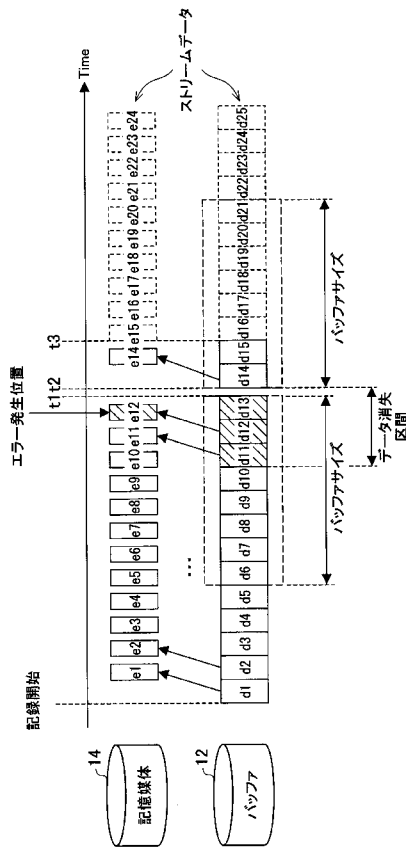 エラー発生位置
記録開始
t1 t2
t3
Time
14
記憶媒体
e1 e2 e3 e4 e5 e6 e7 e8 e9 e10 e11 e12 e14 e15 e16 e17 e18 e19 e20 e21 e22 e23 e24
...
ストリームデータ
12
バッファ
d1 d2 d3 d4 d5 d6 d7 d8 d9 d10 d11 d12 d13 d14 d15 d16 d17 d18 d19 d20 d21 d22 d23 d24 d25
バッファサイズ
バッファサイズ
データ消失
区間